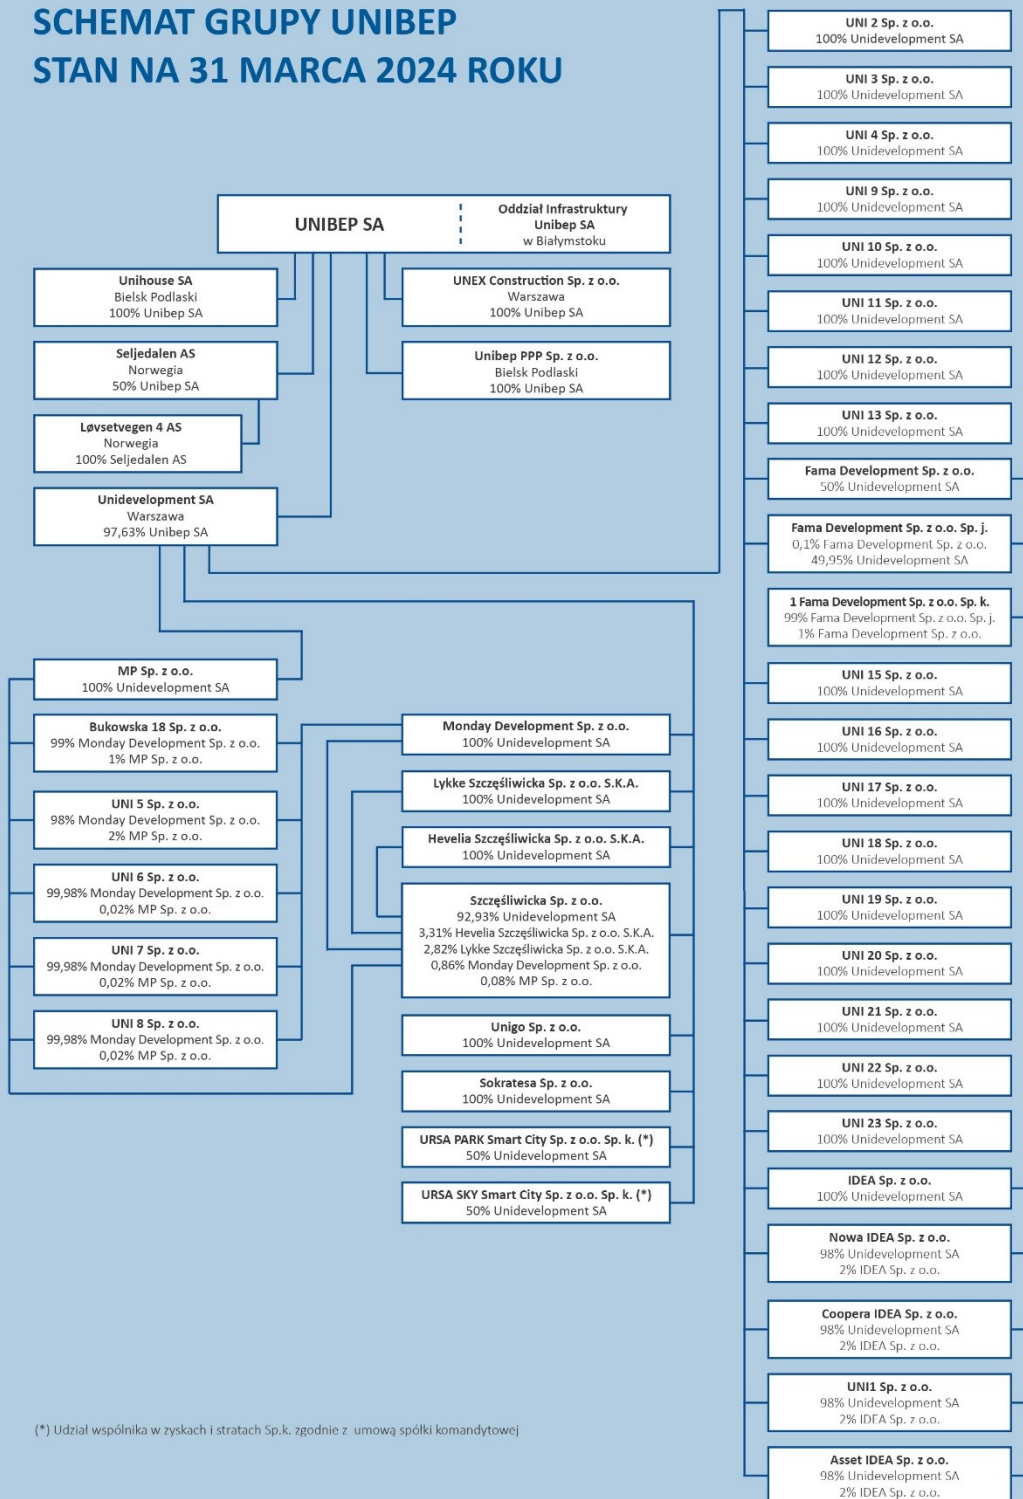 SCHEMAT GRUPY UNIBEP
STAN NA 31 MARCA 2024 ROKU
UNIBEP SA
Oddział Infrastruktury
Unibep SA
w Białymstoku
Unihouse SA
Bielsk Podlaski
100% Unibep SA
UNEX Construction Sp. z o.o.
Warszawa
100% Unibep SA
Seljedalen AS
Norwegia
50% Unibep SA
Unibep PPP Sp. z o.o.
Bielsk Podlaski
100% Unibep SA
Løvsetvegen 4 AS
Norwegia
100% Seljedalen AS
Unidevelopment SA
Warszawa
97,63% Unibep SA
MP Sp. z o.o.
100% Unidevelopment SA
Bukowska 18 Sp. z o.o.
99% Monday Development Sp. z o.o.
1% MP Sp. z o.o.
UNI 5 Sp. z o.o.
98% Monday Development Sp. z o.o.
2% MP Sp. z o.o.
UNI 6 Sp. z o.o.
99,98% Monday Development Sp. z o.o.
0,02% MP Sp. z o.o.
UNI 7 Sp. z o.o.
99,98% Monday Development Sp. z o.o.
0,02% MP Sp. z o.o.
UNI 8 Sp. z o.o.
99,98% Monday Development Sp. z o.o.
0,02% MP Sp. z o.o.
Monday Development Sp. z o.o.
100% Unidevelopment SA
Lykke Szczęśliwicka Sp. z o.o. S.K.A.
100% Unidevelopment SA
Hevelia Szczęśliwicka Sp. z o.o. S.K.A.
100% Unidevelopment SA
Szczęśliwicka Sp. z o.o.
92,93% Unidevelopment SA
3,31% Hevelia Szczęśliwicka Sp. z o.o. S.K.A.
2,82% Lykke Szczęśliwicka Sp. z o.o. S.K.A.
0,86% Monday Development Sp. z o.o.
0,08% MP Sp. z o.o.
Unigo Sp. z o.o.
100% Unidevelopment SA
Sokratesa Sp. z o.o.
100% Unidevelopment SA
URSA PARK Smart City Sp. z o.o. Sp. k. (*)
50% Unidevelopment SA
URSA SKY Smart City Sp. z o.o. Sp. k. (*)
50% Unidevelopment SA
UNI 2 Sp. z o.o.
100% Unidevelopment SA
UNI 3 Sp. z o.o.
100% Unidevelopment SA
UNI 4 Sp. z o.o.
100% Unidevelopment SA
UNI 9 Sp. z o.o.
100% Unidevelopment SA
UNI 10 Sp. z o.o.
100% Unidevelopment SA
UNI 11 Sp. z o.o.
100% Unidevelopment SA
UNI 12 Sp. z o.o.
100% Unidevelopment SA
UNI 13 Sp. z o.o.
100% Unidevelopment SA
Fama Development Sp. z o.o.
50% Unidevelopment SA
Fama Development Sp. z o.o. Sp. j.
0,1% Fama Development Sp. z o.o.
49,95% Unidevelopment SA
1 Fama Development Sp. z o.o. Sp. k.
99% Fama Development Sp. z o.o. Sp. j.
1% Fama Development Sp. z o.o.
UNI 15 Sp. z o.o.
100% Unidevelopment SA
UNI 16 Sp. z o.o.
100% Unidevelopment SA
UNI 17 Sp. z o.o.
100% Unidevelopment SA
UNI 18 Sp. z o.o.
100% Unidevelopment SA
UNI 19 Sp. z o.o.
100% Unidevelopment SA
UNI 20 Sp. z o.o.
100% Unidevelopment SA
UNI 21 Sp. z o.o.
100% Unidevelopment SA
UNI 22 Sp. z o.o.
100% Unidevelopment SA
UNI 23 Sp. z o.o.
100% Unidevelopment SA
IDEA Sp. z o.o.
100% Unidevelopment SA
Nowa IDEA Sp. z o.o.
98% Unidevelopment SA
2% IDEA Sp. z o.o.
Coopera IDEA Sp. z o.o.
98% Unidevelopment SA
2% IDEA Sp. z o.o.
UNI1 Sp. z o.o.
98% Unidevelopment SA
2% IDEA Sp. z o.o.
Asset IDEA Sp. z o.o.
98% Unidevelopment SA
2% IDEA Sp. z o.o.
(*) Udział wspólnika w zyskach i stratach Sp.k. zgodnie z umową spółki komandytowej